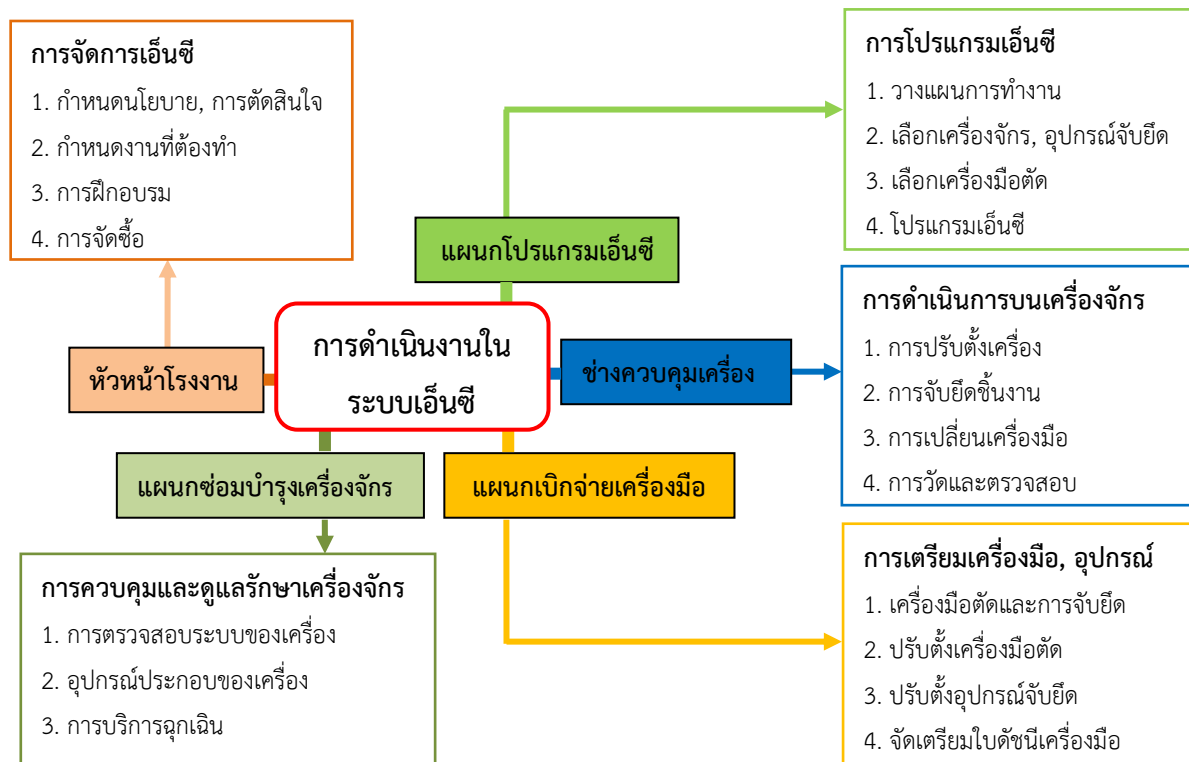 การจัดการเอ็นซี
1. กำหนดนโยบาย, การตัดสินใจ
2. กำหนดงานที่ต้องทำ
3. การฝึกอบรม
4. การจัดซื้อ
การโปรแกรมเอ็นซี
1. วางแผนการทำงาน
2. เลือกเครื่องจักร, อุปกรณ์จับยึด
3. เลือกเครื่องมือตัด
4. โปรแกรมเอ็นซี
แผนกโปรแกรมเอ็นซี
หัวหน้าโรงงาน
การดำเนินงานใน
ระบบเอ็นซี
ช่างควบคุมเครื่อง
การดำเนินการบนเครื่องจักร
1. การปรับตั้งเครื่อง
2. การจับยึดชิ้นงาน
3. การเปลี่ยนเครื่องมือ
4. การวัดและตรวจสอบ
แผนกซ่อมบำรุงเครื่องจักร
แผนกเบิกจ่ายเครื่องมือ
การควบคุมและดูแลรักษาเครื่องจักร
1. การตรวจสอบระบบของเครื่อง
2. อุปกรณ์ประกอบของเครื่อง
3. การบริการฉุกเฉิน
การเตรียมเครื่องมือ, อุปกรณ์
1. เครื่องมือตัดและการจับยึด
2. ปรับตั้งเครื่องมือตัด
3. ปรับตั้งอุปกรณ์จับยึด
4. จัดเตรียมใบดัชนีเครื่องมือ